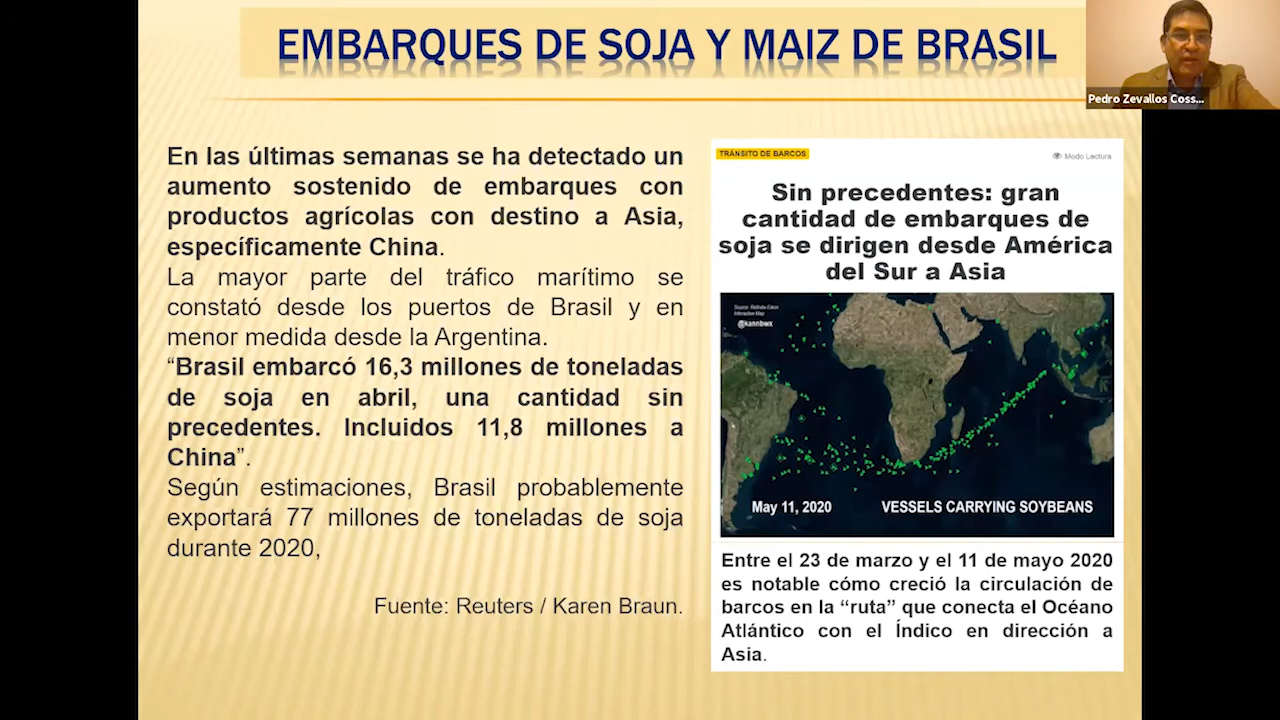 EMBARQUES DE SOJA Y MAIZ DE BRASIL
Pedro Zevallos Coss...
En las últimas semanas se ha detectado un
aumento sostenido de embarques con
productos agrícolas con destino a Asia,
específicamente China.
La mayor parte del tráfico marítimo se
constató desde los puertos de Brasil y en
menor medida desde la Argentina.
“Brasil embarcó 16,3 millones de toneladas
de soja en abril, una cantidad sin
precedentes. Incluidos 11,8 millones a
China”.
Según estimaciones, Brasil probablemente
exportará 77 millones de toneladas de soja
durante 2020,
Fuente: Reuters / Karen Braun.
TRÁNSITO DE BARCOS
Modo Lectura
Sin precedentes: gran
cantidad de embarques de
soja se dirigen desde América
del Sur a Asia
Source: Refinitiv Eikon
Interactive Map
@kannbwx
May 11, 2020
VESSELS CARRYING SOYBEANS
Entre el 23 de marzo y el 11 de mayo 2020
es notable cómo creció la circulación de
barcos en la “ruta” que conecta el Océano
Atlántico con el Índico en dirección a
Asia.